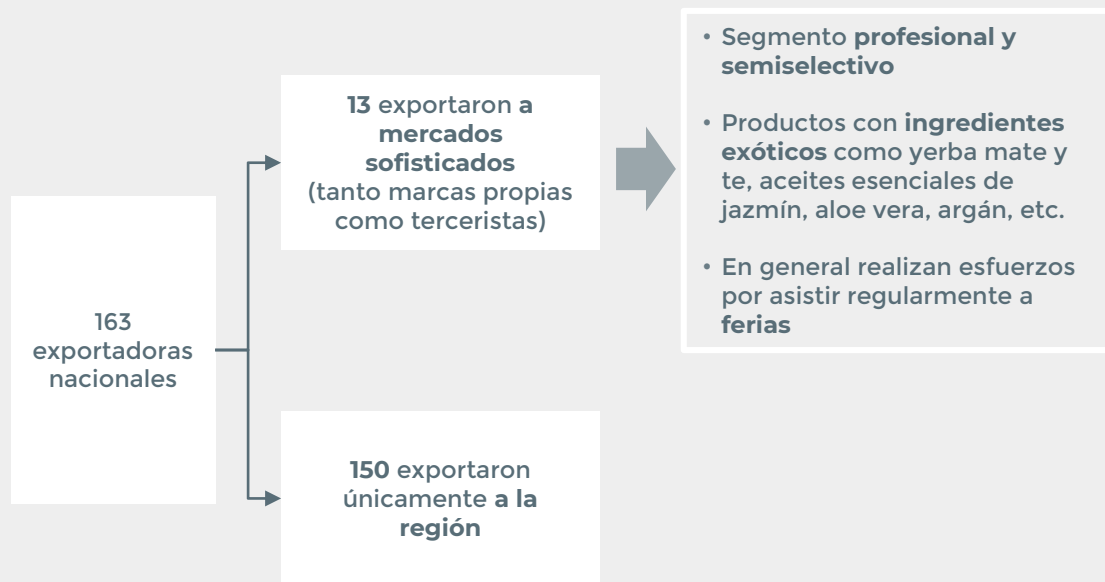 163
exportadoras
nacionales
13 exportaron a
mercados
sofisticados
(tanto marcas propias
como terceristas)
• Segmento profesional y
semiselectivo
• Productos con ingredientes
exóticos como yerba mate y
te, aceites esenciales de
jazmín, aloe vera, argán, etc.
• En general realizan esfuerzos
por asistir regularmente a
ferias
150 exportaron
únicamente a la
región